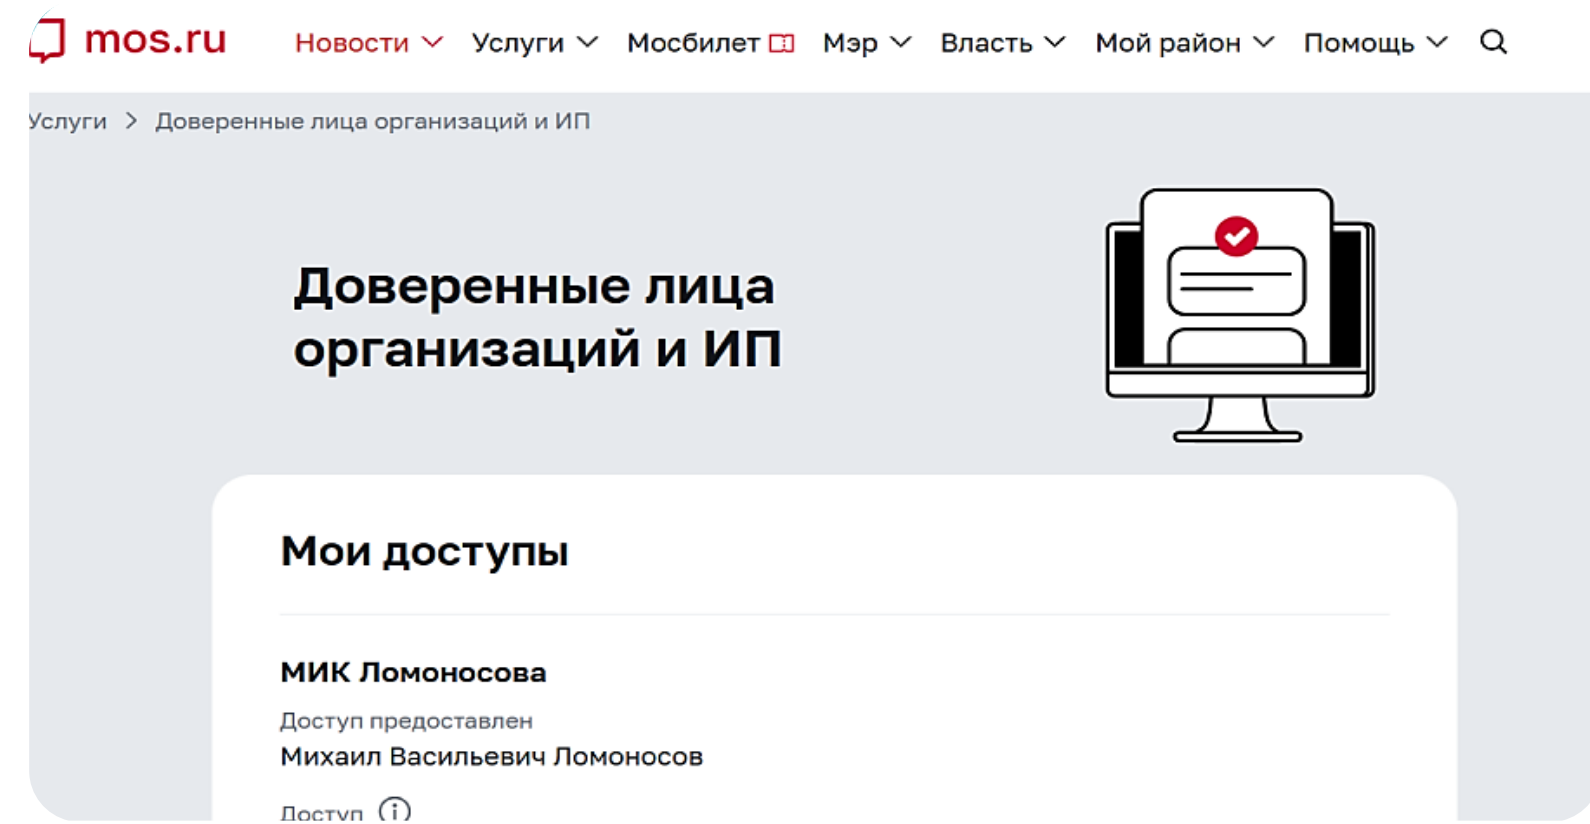 mos.ru Новости Услуги Мосбилет Мэр Власть Мой район Помощь
Услуги > Доверенные лица организаций и ИП
Доверенные лица
организаций и ИП
Мои доступы
МИК Ломоносова
Доступ предоставлен
Михаил Васильевич Ломоносов
Доступ